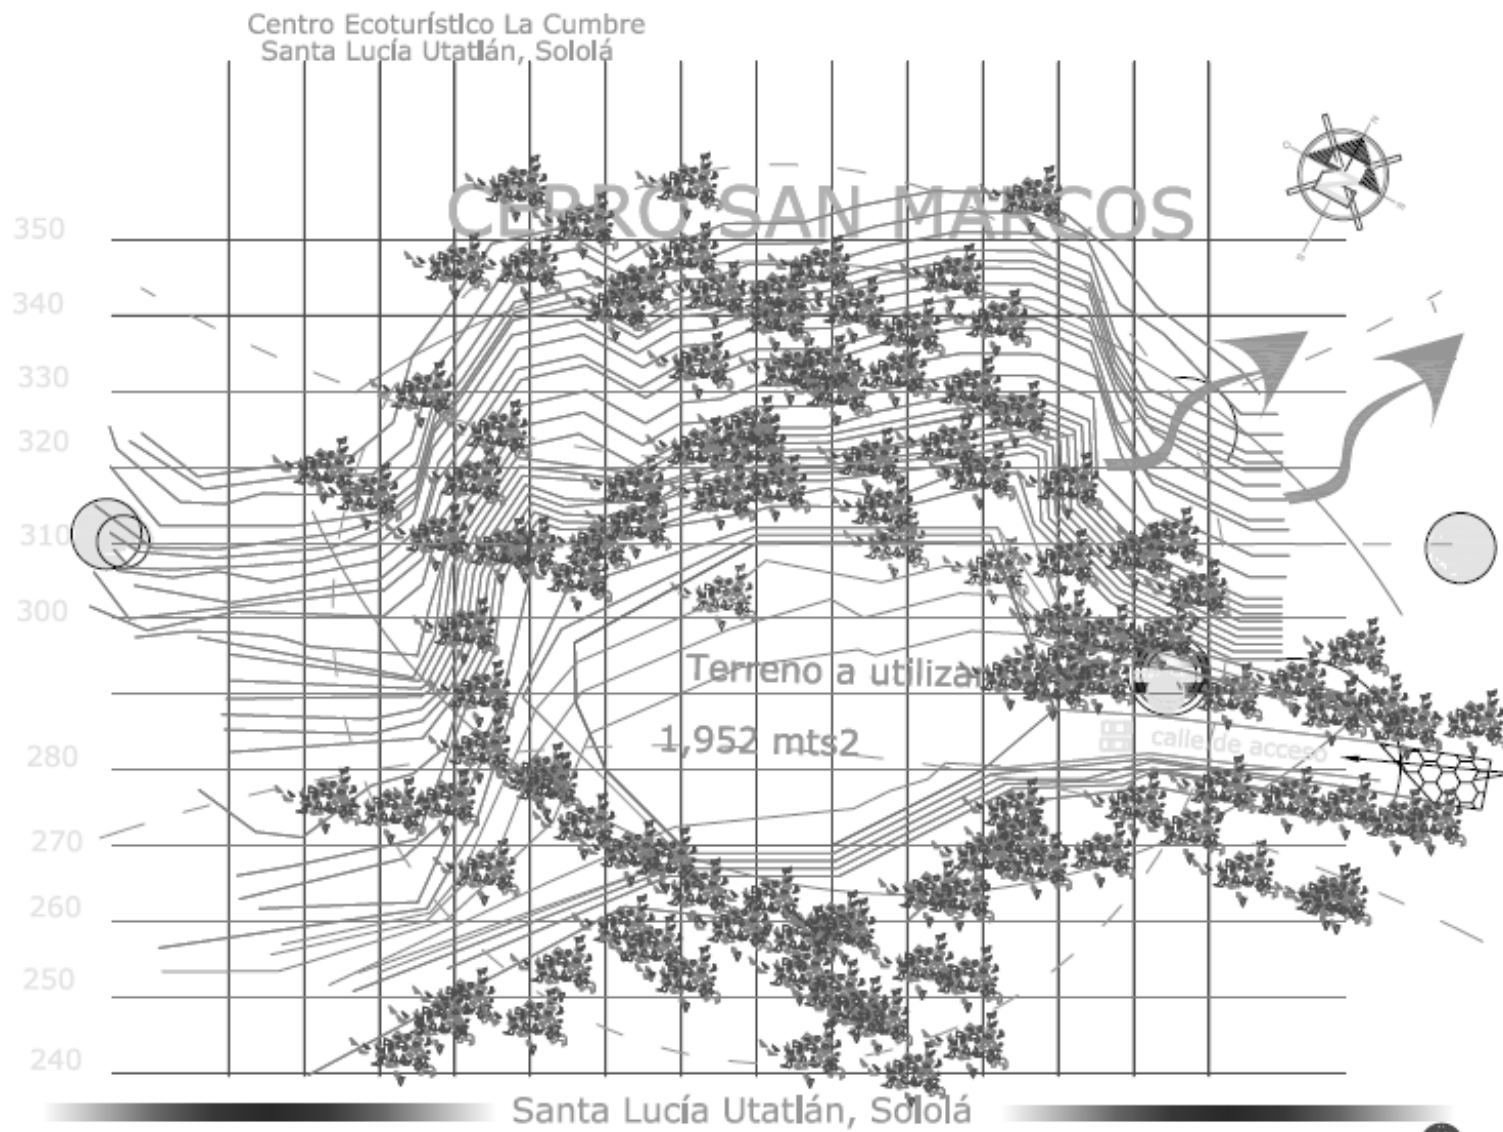 Centro Ecoturístico La Cumbre
Santa Lucía Utatlán, Sololá
CERRO SAN MARCOS
350
340
330
320
310
300
Terreno a utilizar
1,952 mts2
calle de acceso
280
270
260
250
240
Santa Lucía Utatlán, Sololá